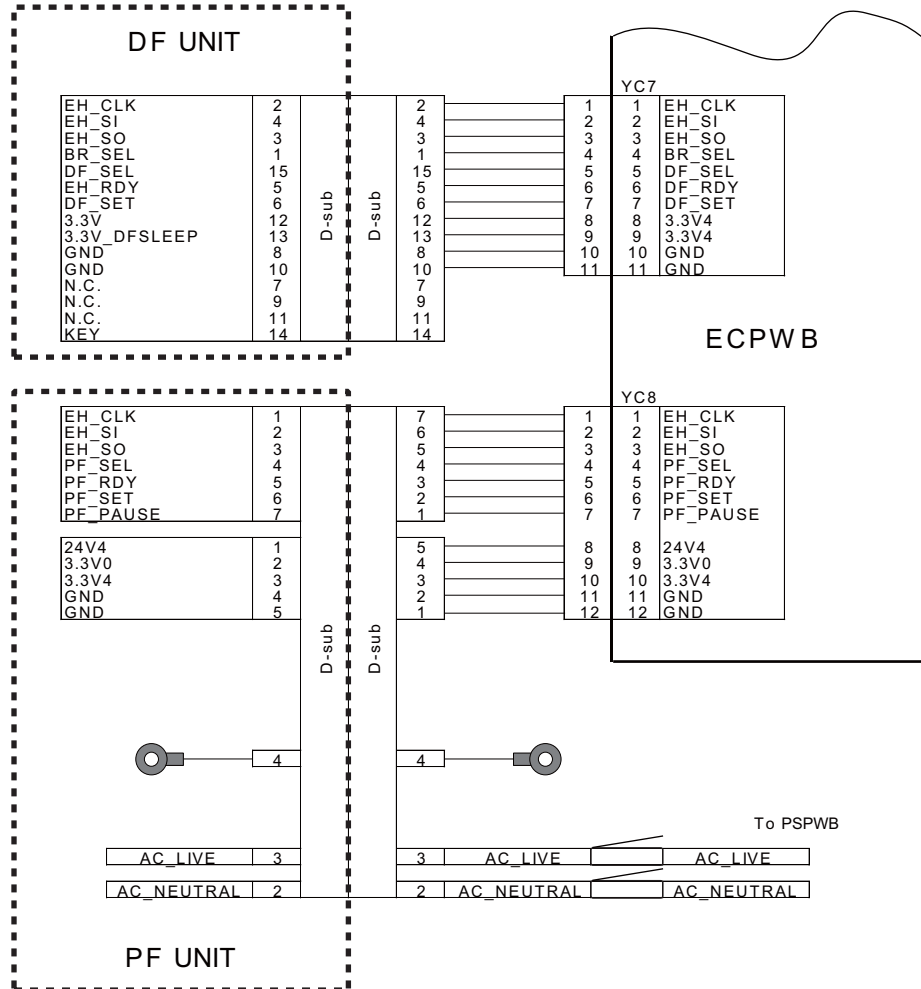 DF UNIT
YC7
EH_CLK 2 2 1 1 EH_CLK
EH_SI 4 4 2 2 EH_SI
EH_SO 3 3 3 3 EH_SO
BR_SEL 1 1 4 4 BR_SEL
DF_SEL 15 15 5 5 DF_SEL
EH_RDY 5 5 6 6 DF_RDY
DF_SET 6 6 7 7 DF_SET
3.3V 12 12 8 8 3.3V4
3.3V_DFSLEEP 13 13 9 9 3.3V4
GND 8 8 10 10 GND
GND 10 10 11 11 GND
N.C. 7 7
N.C. 9 9
N.C. 11 11
KEY 14 14
D-sub
D-sub
ECPWB
YC8
EH_CLK 1 7 1 1 EH_CLK
EH_SI 2 6 2 2 EH_SI
EH_SO 3 5 3 3 EH_SO
PF_SEL 4 4 4 4 PF_SEL
PF_RDY 5 3 5 5 PF_RDY
PF_SET 6 2 6 6 PF_SET
PF_PAUSE 7 1 7 7 PF_PAUSE
24V4 1 5 8 8 24V4
3.3V0 2 4 9 9 3.3V0
3.3V4 3 3 10 10 3.3V4
GND 4 2 11 11 GND
GND 5 1 12 12 GND
D-sub
D-sub
4 4
To PSPWB
AC_LIVE 3 3 AC_LIVE AC_LIVE
AC_NEUTRAL 2 2 AC_NEUTRAL AC_NEUTRAL
PF UNIT